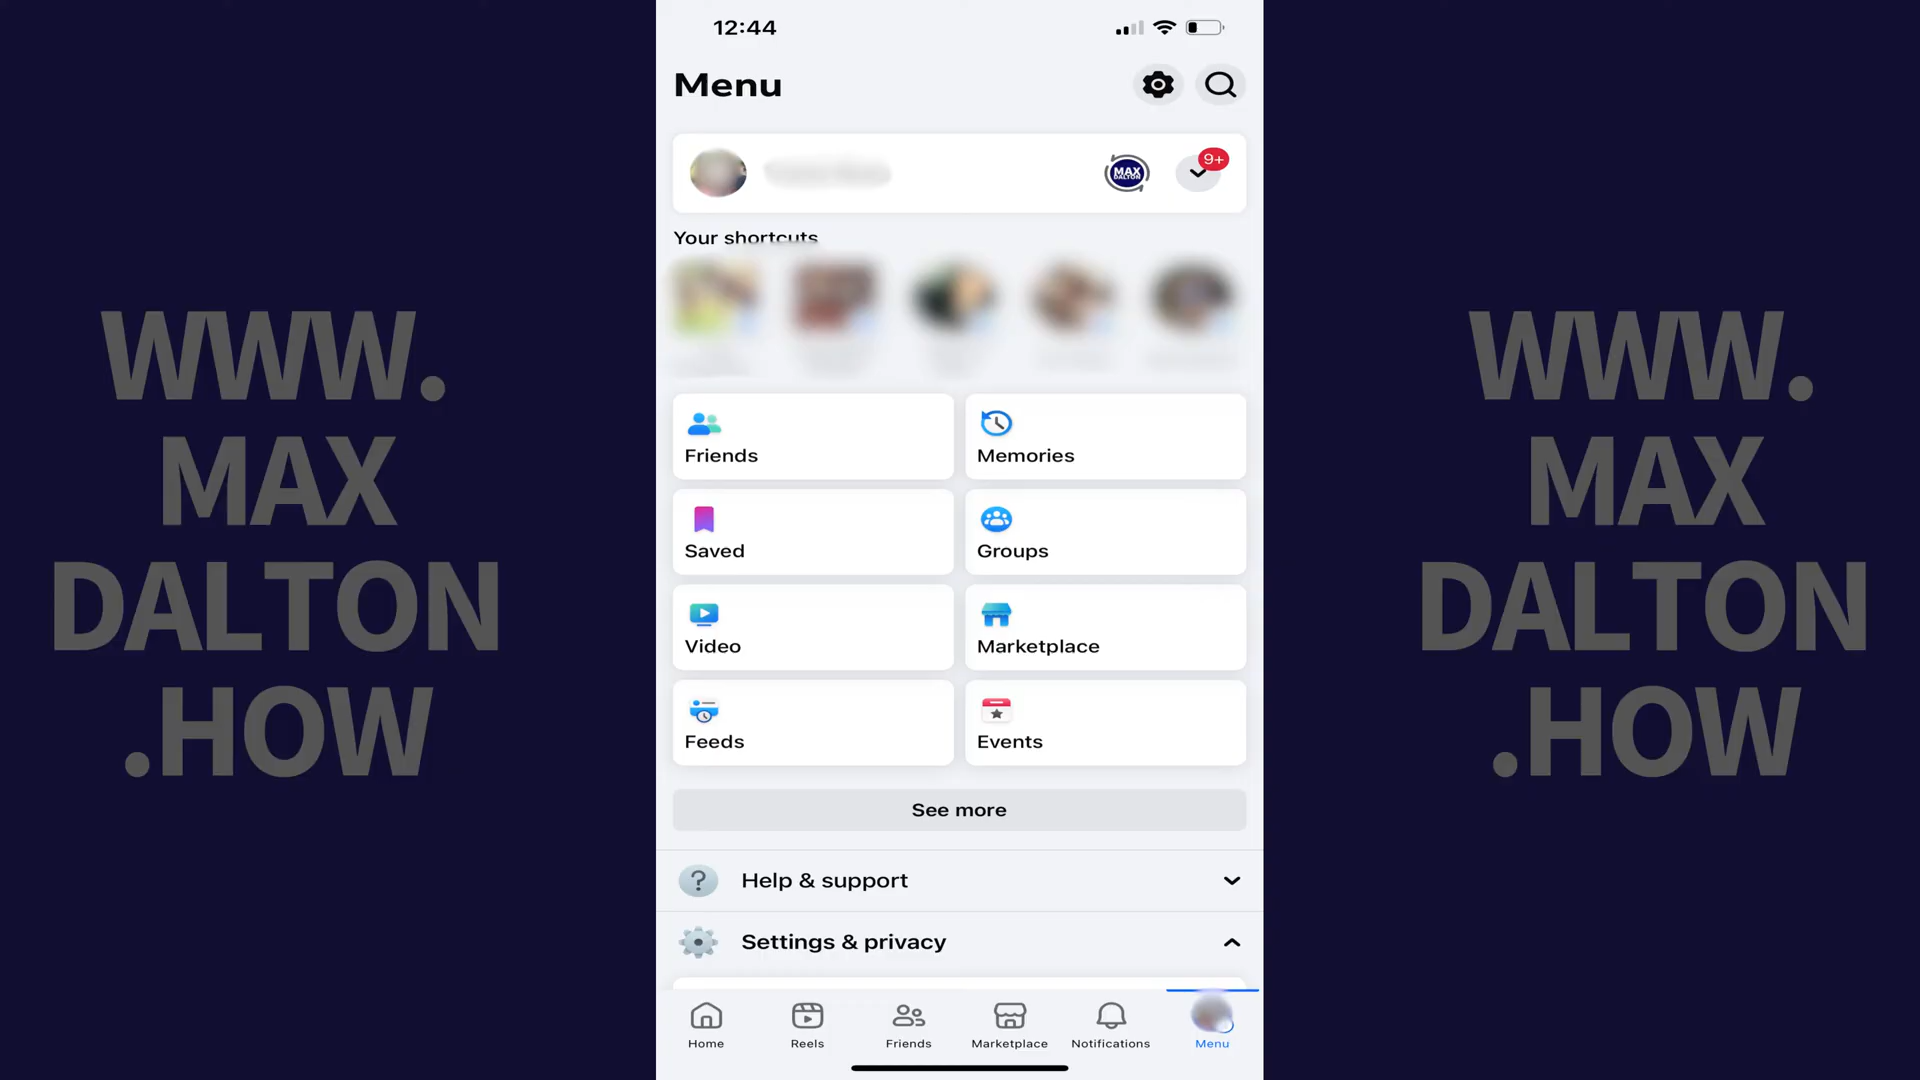 12:44
Menu
MAX
DALTON
9+
Your shortcuts
Friends
Memories
Saved
Groups
Video
Marketplace
Feeds
Events
See more
?
Help & support
Settings & privacy
Home
Reels
Friends
Marketplace
Notifications
Menu
WWW.
MAX
DALTON
.HOW
WWW.
MAX
DALTON
.HOW